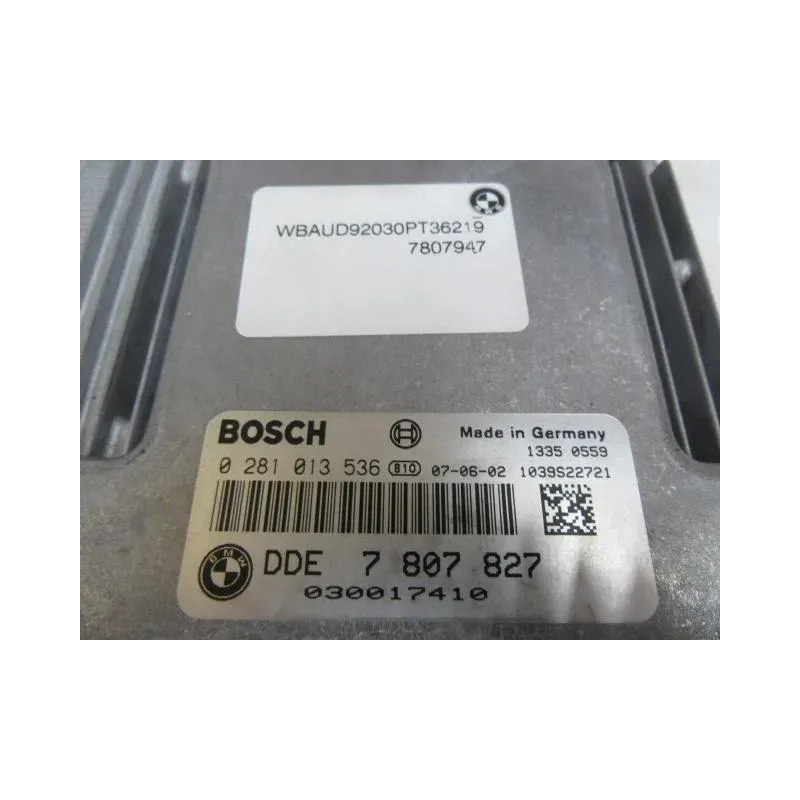 WBAUD92030PT36219
7807947
BOSCH
Made in Germany
1335 0559
0 281 013 536 810 07-06-02 1039S22721
BMW
DDE 7 807 827
030017410